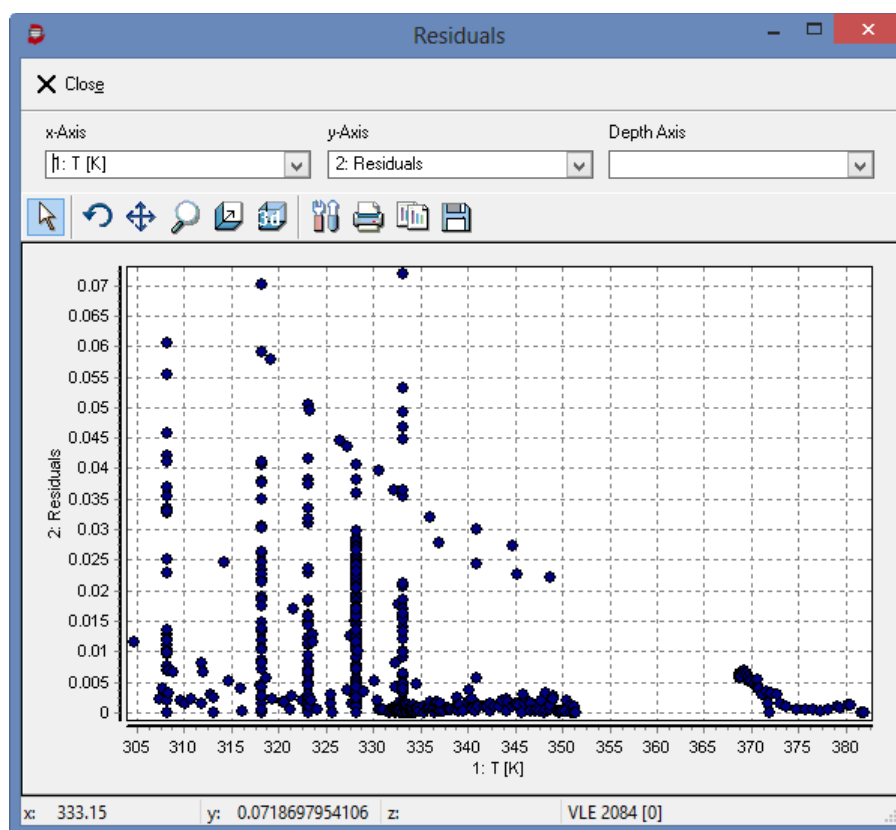 Residuals
Close
x-Axis
y-Axis
Depth Axis
1: T [K]
2: Residuals
3d
0.07
0.065
0.06
0.055
0.05
0.045
0.04
0.035
0.03
0.025
0.02
0.015
0.01
0.005
0
2: Residuals
305 310 315 320 325 330 335 340 345 350 355 360 365 370 375 380
1: T [K]
x: 333.15 y: 0.0718697954106 z: VLE 2084 [0]